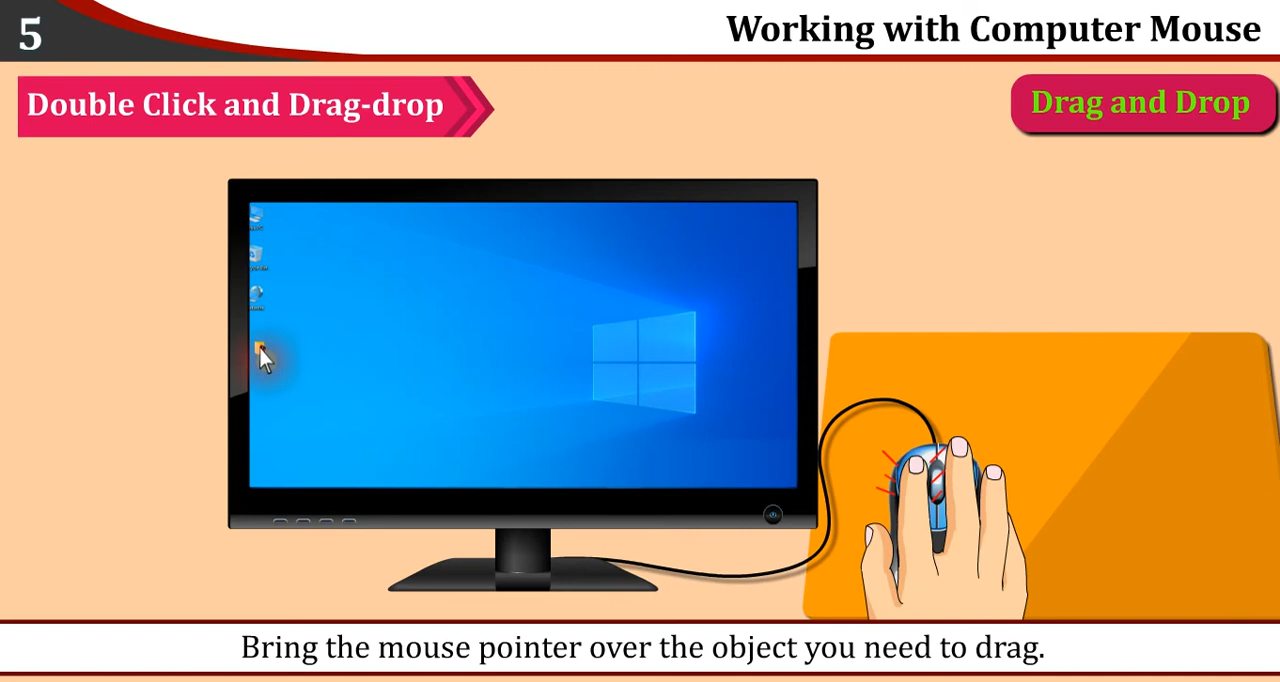 5
Working with Computer Mouse
Double Click and Drag-drop
Drag and Drop
Bring the mouse pointer over the object you need to drag.